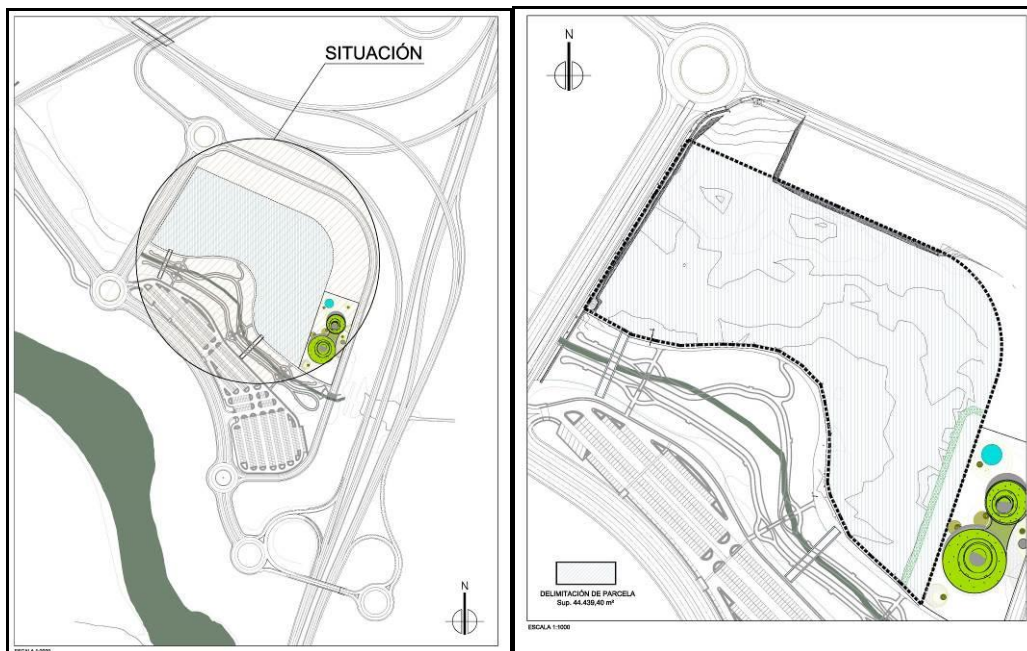 SITUACIÓN
N
N
DELIMITACIÓN DE PARCELA
Sup. 44.439,40 m²
ESCALA 1:1000